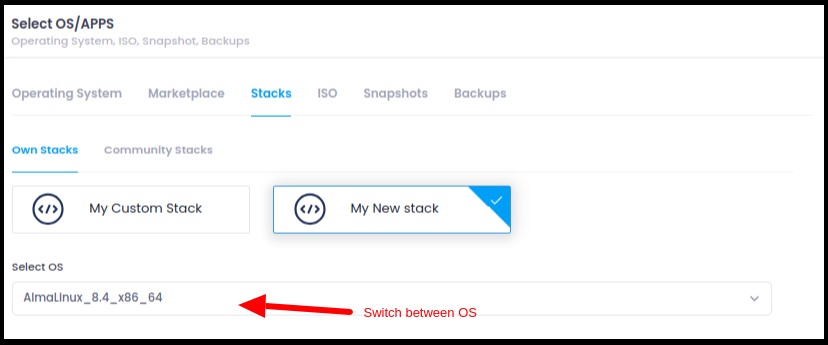 Select OS/APPS
Operating System, ISO, Snapshot, Backups
Operating System Marketplace Stacks ISO Snapshots Backups
Own Stacks Community Stacks
</> My Custom Stack </> My New stack
Select OS
AlmaLinux_8.4_x86_64
Switch between OS